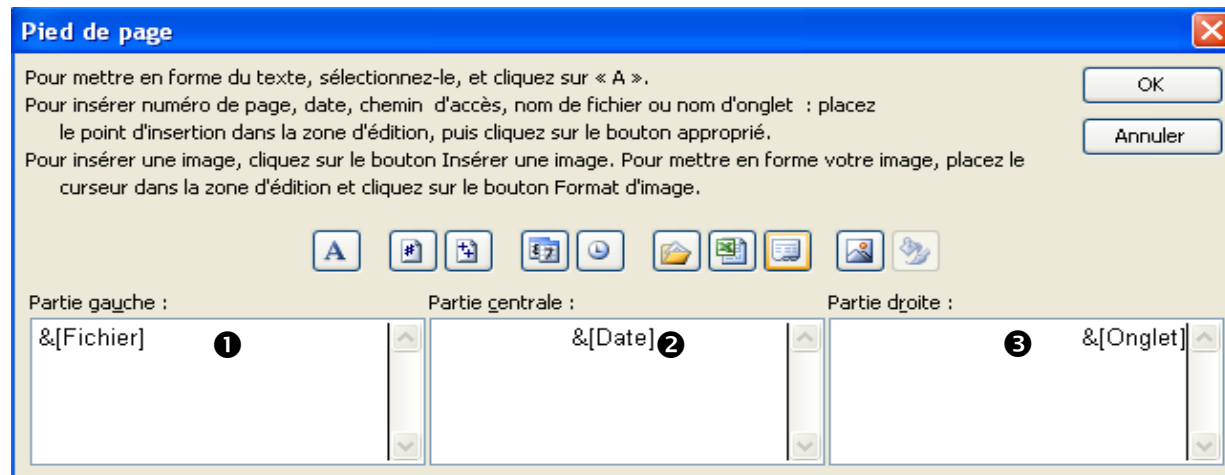 Pied de page
Pour mettre en forme du texte, sélectionnez-le, et cliquez sur « A ».
Pour insérer numéro de page, date, chemin d'accès, nom de fichier ou nom d'onglet : placez
le point d'insertion dans la zone d'édition, puis cliquez sur le bouton approprié.
Pour insérer une image, cliquez sur le bouton Insérer une image. Pour mettre en forme votre image, placez le
curseur dans la zone d'édition et cliquez sur le bouton Format d'image.
OK
Annuler
A
Partie gauche : Partie centrale : Partie droite :
&[Fichier] ❶ &[Date] ❷ ❸ &[Onglet]